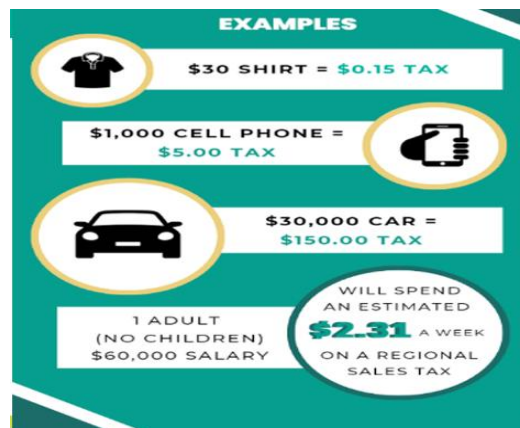 EXAMPLES
$30 SHIRT = $0.15 TAX
$1,000 CELL PHONE =
$5.00 TAX
$30,000 CAR =
$150.00 TAX
1 ADULT
(NO CHILDREN)
$60,000 SALARY
WILL SPEND
AN ESTIMATED
$2.31 A WEEK
ON A REGIONAL
SALES TAX